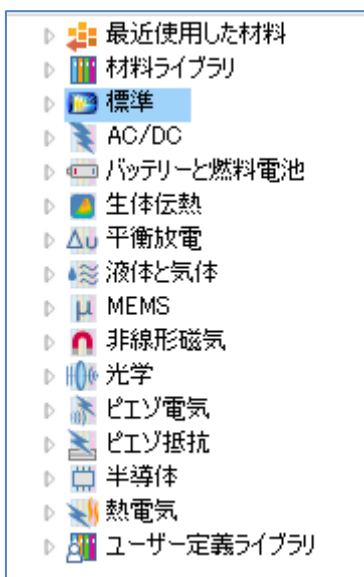 最近使用した材料
材料ライブラリ
標準
AC/DC
バッテリーと燃料電池
生体伝熱
平衡放電
液体と気体
MEMS
非線形磁気
光学
ピエゾ電気
ピエゾ抵抗
半導体
熱電気
ユーザー定義ライブラリ